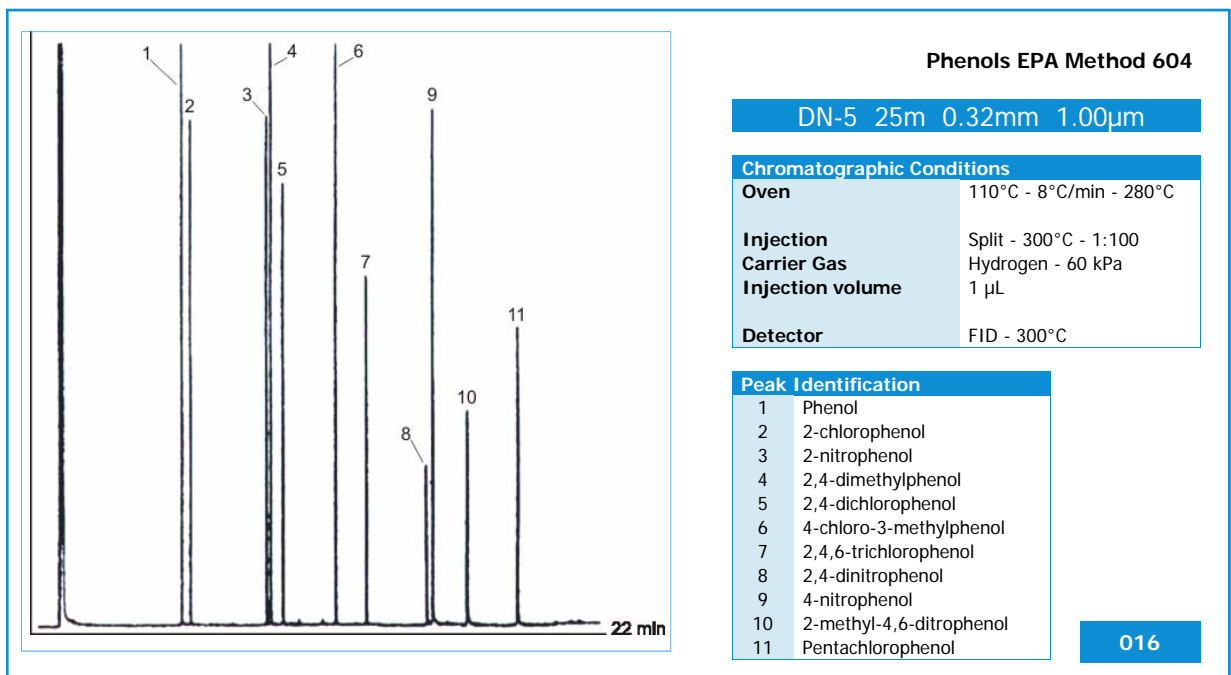 1
4
6
3
9
2
5
7
11
10
8
22 min
Phenols EPA Method 604
DN-5 25m 0.32mm 1.00µm
Chromatographic Conditions
Oven 110°C - 8°C/min - 280°C
Injection Split - 300°C - 1:100
Carrier Gas Hydrogen - 60 kPa
Injection volume 1 µL
Detector FID - 300°C
Peak Identification
1 Phenol
2 2-chlorophenol
3 2-nitrophenol
4 2,4-dimethylphenol
5 2,4-dichlorophenol
6 4-chloro-3-methylphenol
7 2,4,6-trichlorophenol
8 2,4-dinitrophenol
9 4-nitrophenol
10 2-methyl-4,6-ditrophenol
11 Pentachlorophenol
016